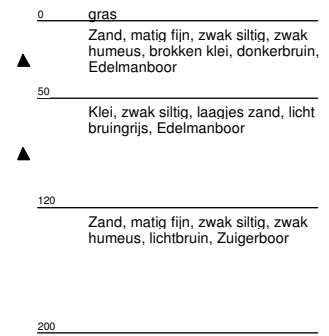 0 gras
Zand, matig fijn, zwak siltig, zwak
humeus, brokken klei, donkerbruin,
Edelmanboor
50
Klei, zwak siltig, laagjes zand, licht
bruingrijs, Edelmanboor
120
Zand, matig fijn, zwak siltig, zwak
humeus, lichtbruin, Zuigerboor
200